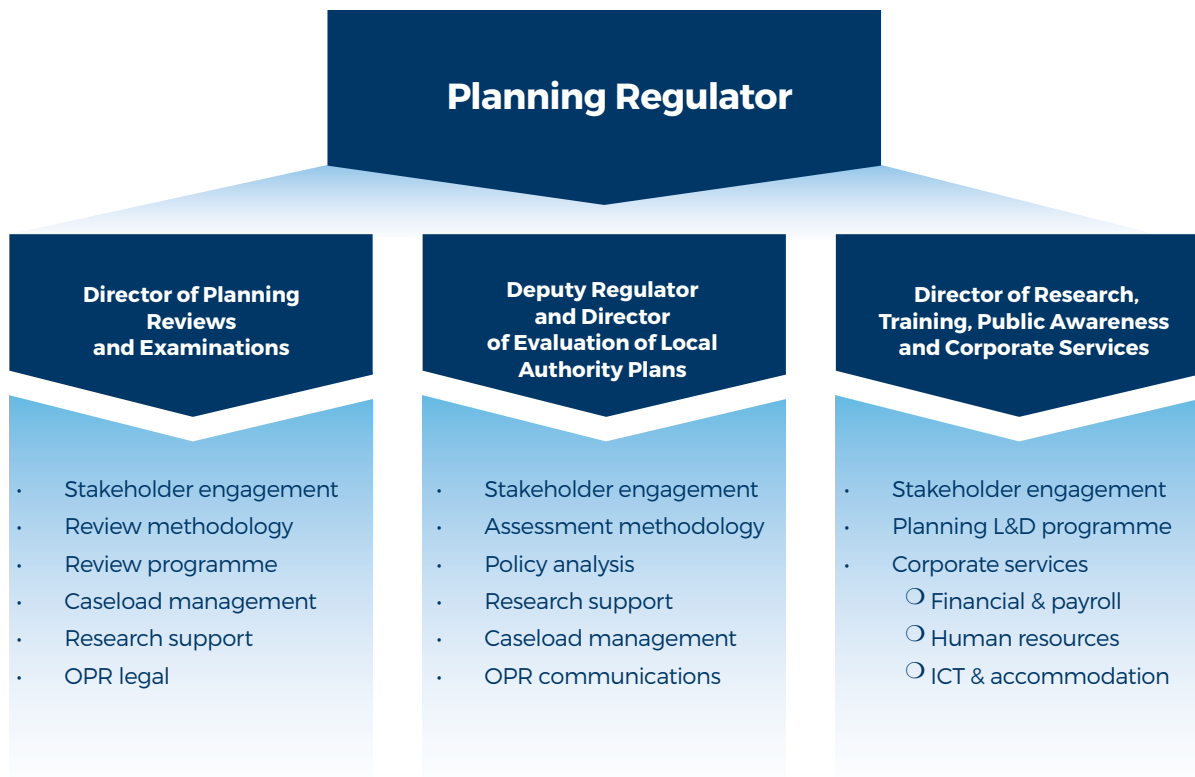 Planning Regulator
Director of Planning
Reviews
and Examinations
• Stakeholder engagement
• Review methodology
• Review programme
• Caseload management
• Research support
• OPR legal
Deputy Regulator
and Director
of Evaluation of Local
Authority Plans
• Stakeholder engagement
• Assessment methodology
• Policy analysis
• Research support
• Caseload management
• OPR communications
Director of Research,
Training, Public Awareness
and Corporate Services
• Stakeholder engagement
• Planning L&D programme
• Corporate services
❍ Financial & payroll
❍ Human resources
❍ ICT & accommodation